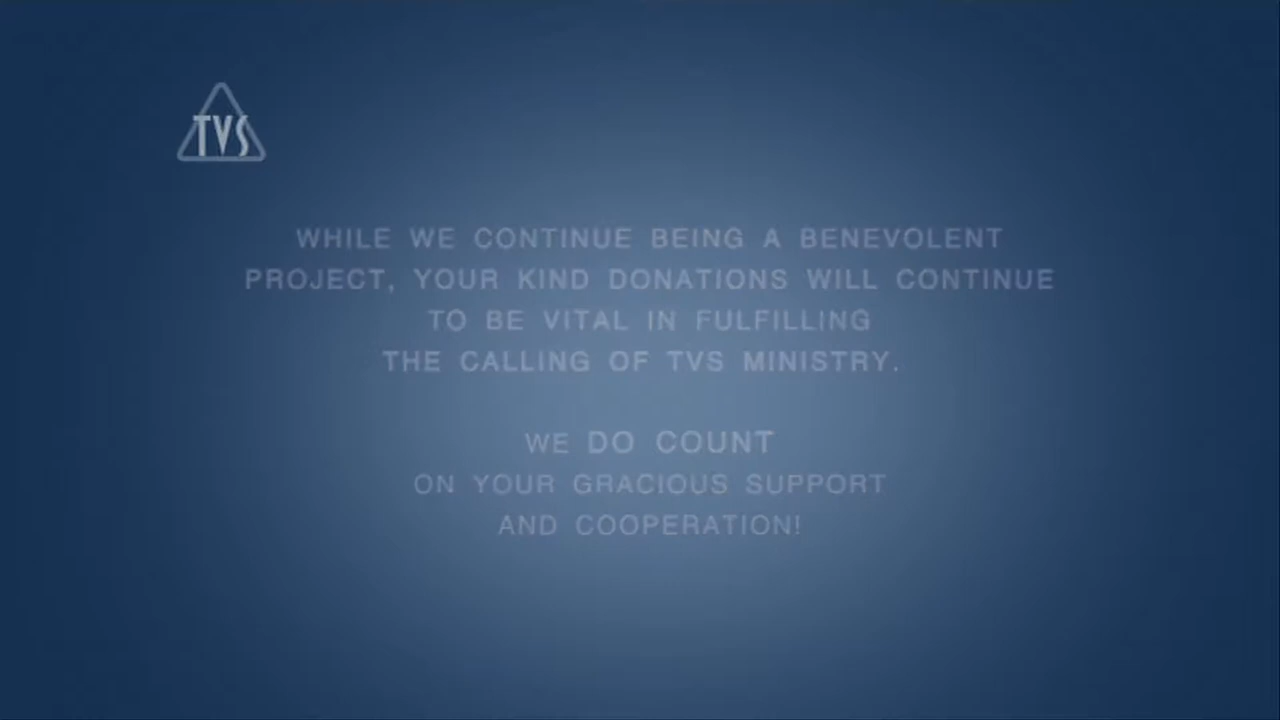 TVS
WHILE WE CONTINUE BEING A BENEVOLENT
PROJECT, YOUR KIND DONATIONS WILL CONTINUE
TO BE VITAL IN FULFILLING
THE CALLING OF TVS MINISTRY.
WE DO COUNT
ON YOUR GRACIOUS SUPPORT
AND COOPERATION!